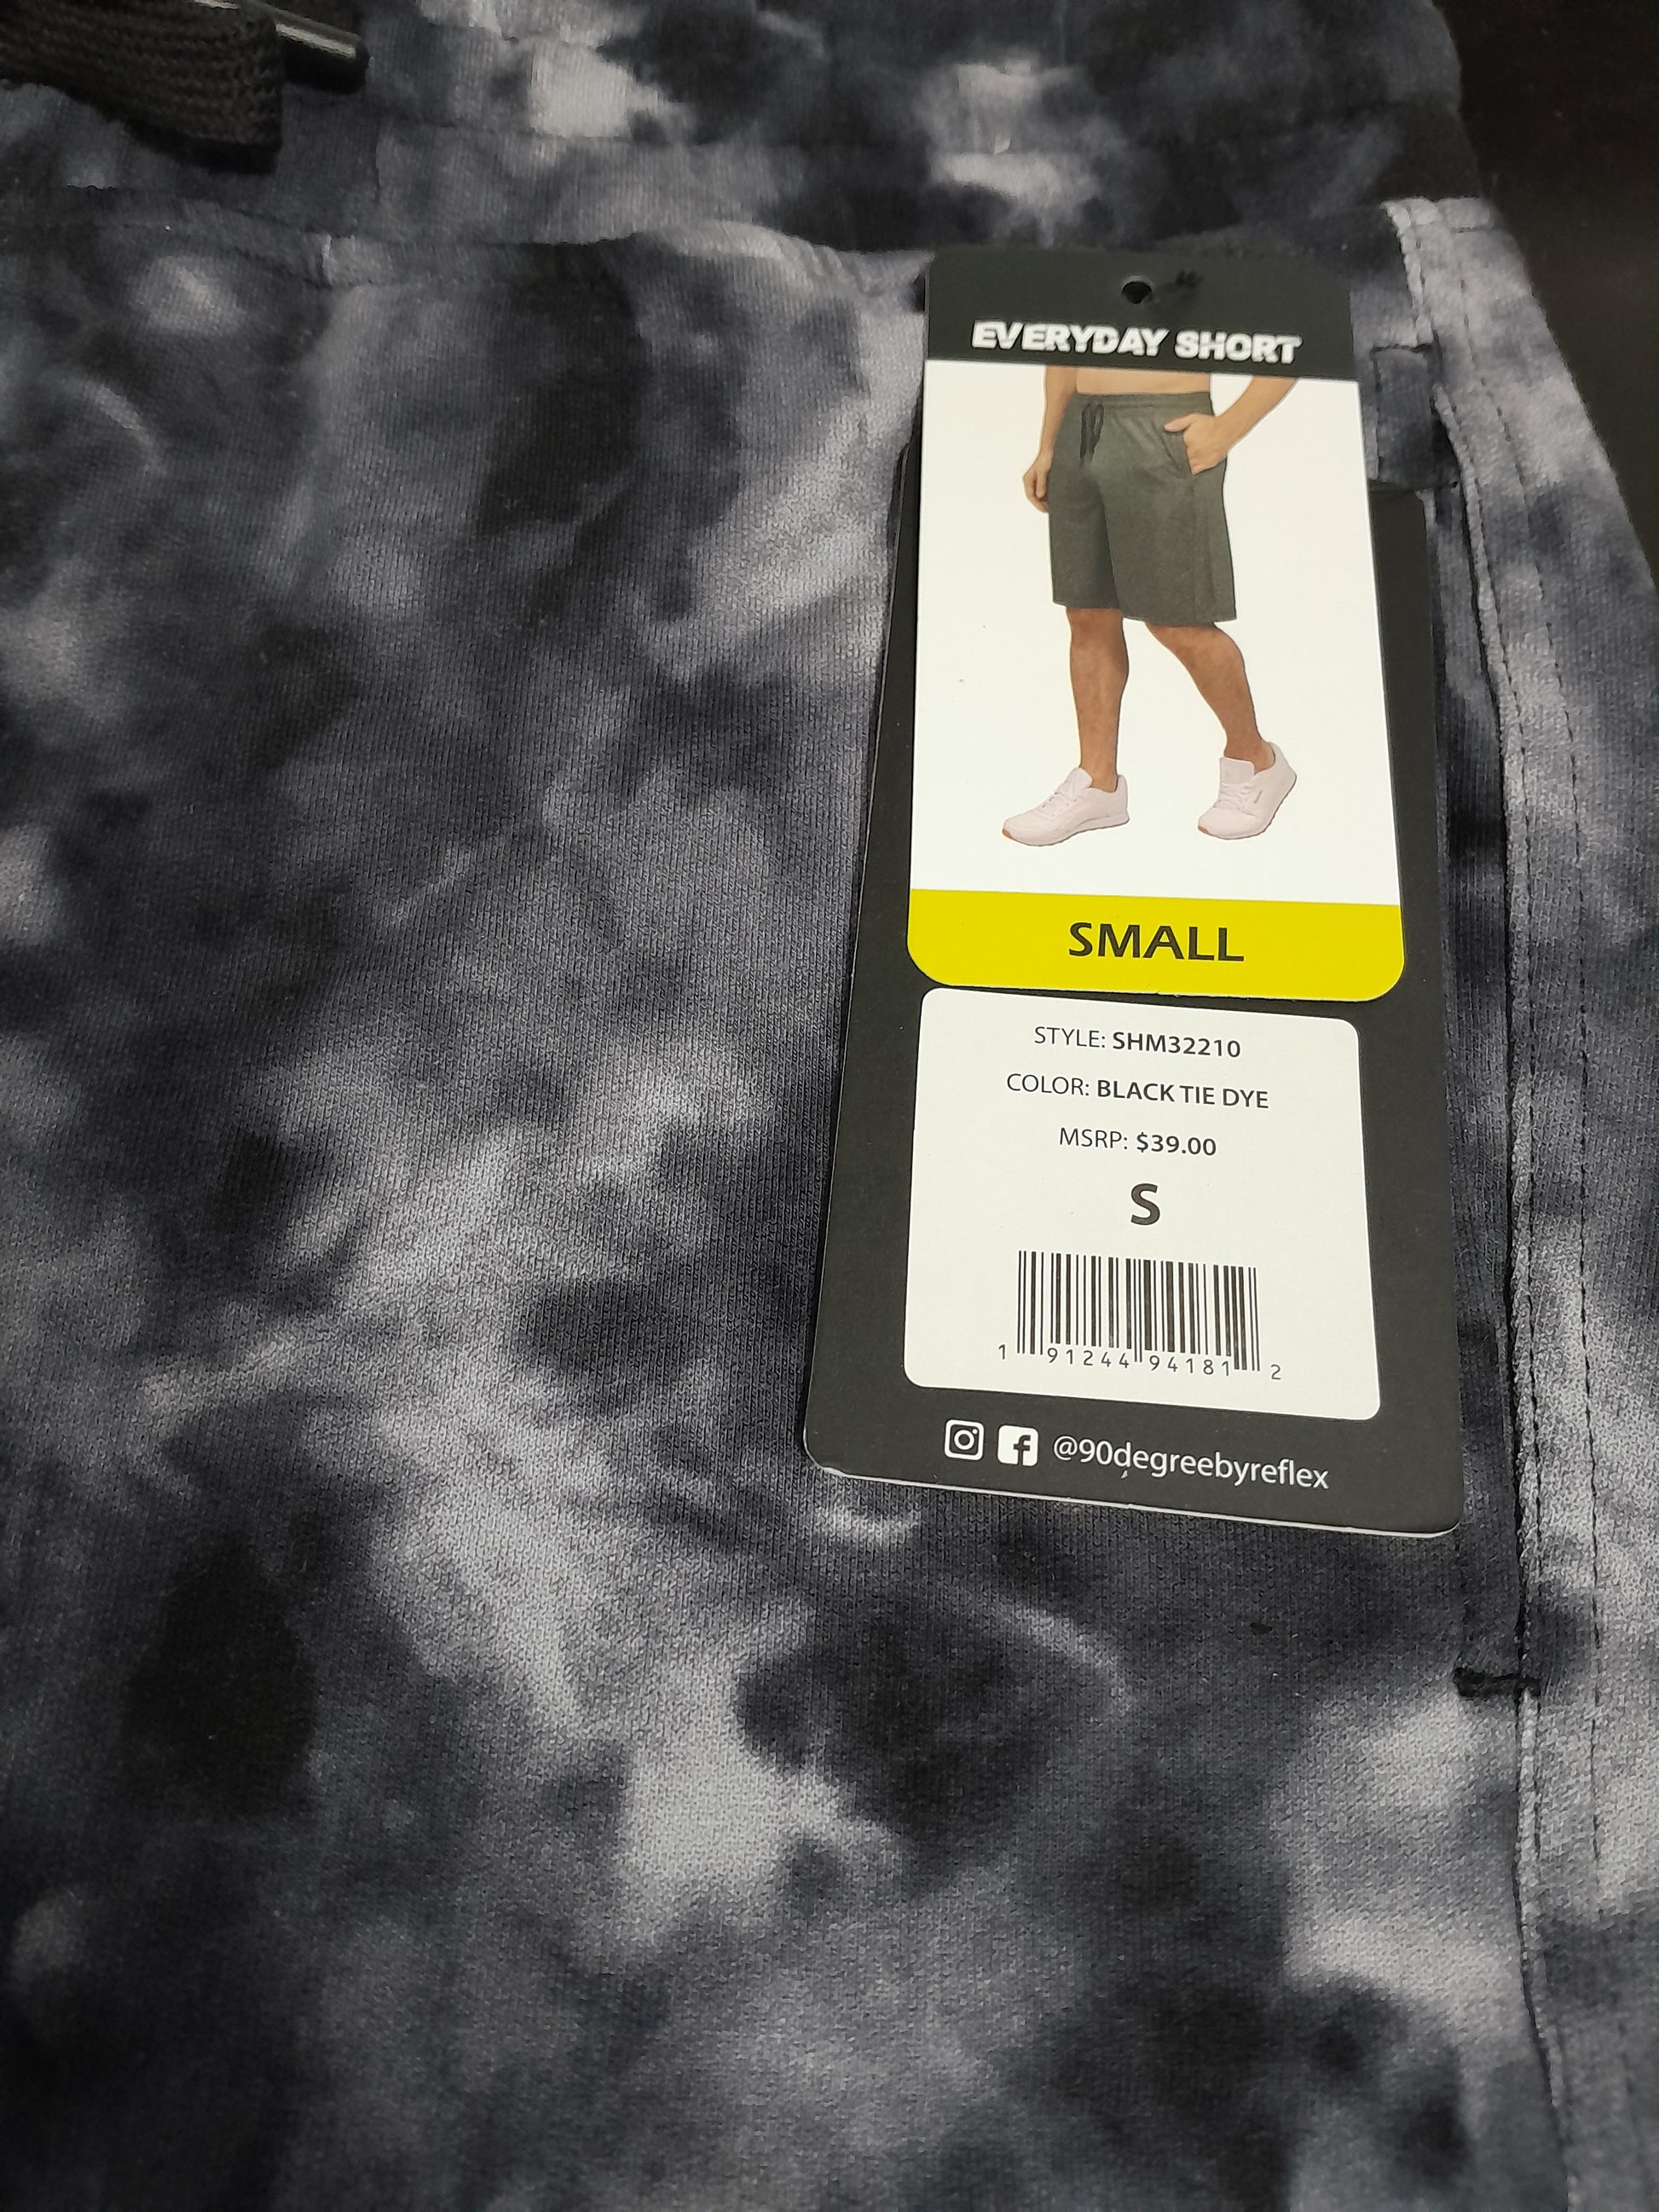 EVERYDAY SHORT
SMALL
STYLE: SHM32210
COLOR: BLACK TIE DYE
MSRP: $39.00
S
1 91244 94181 2
@90degreebyreflex